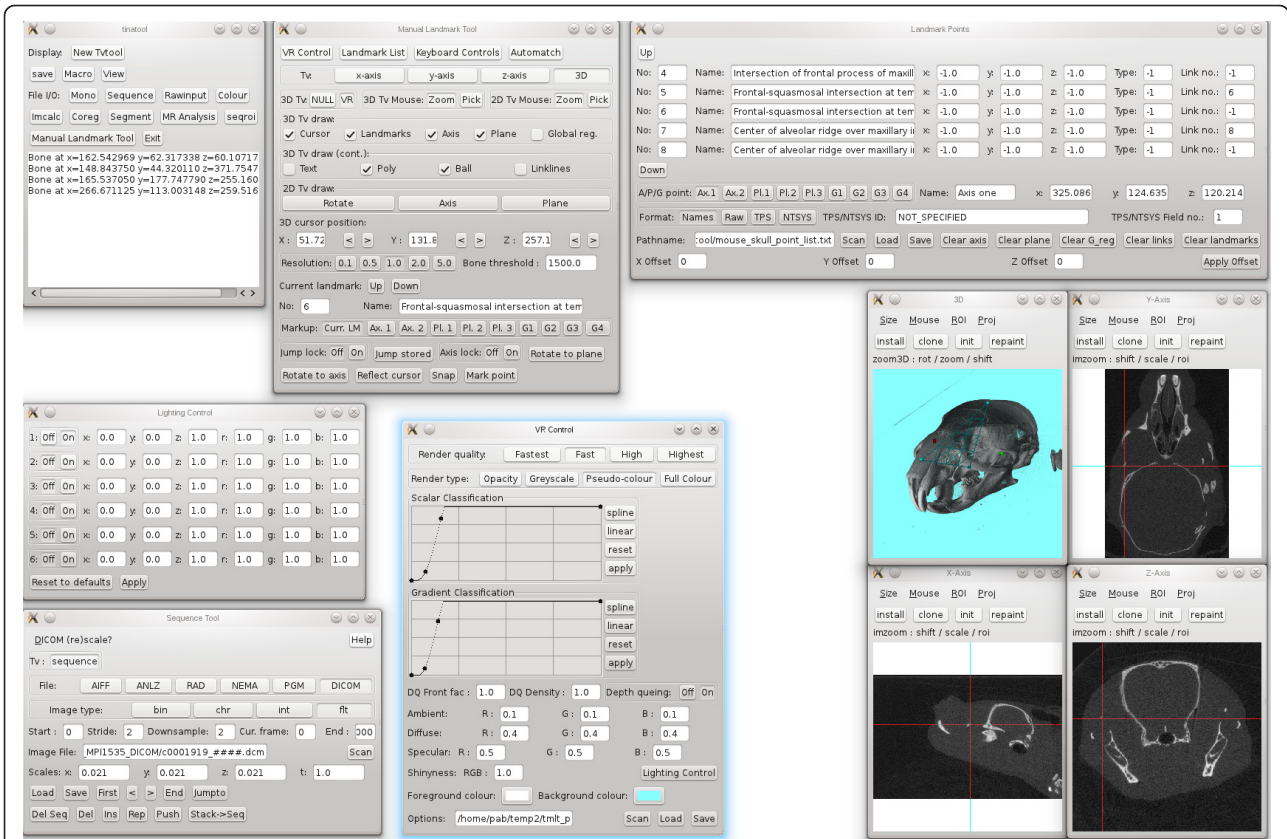 tinatool
Display: New Tvtool
save Macro View
File I/O: Mono Sequence Rawinput Colour
Imcalc Coreg Segment MR Analysis seqroi
Manual Landmark Tool Exit
Bone at x=162.542969 y=62.317338 z=60.10717
Bone at x=148.843750 y=44.320110 z=371.7547
Bone at x=165.537050 y=177.747790 z=255.160
Bone at x=266.671125 y=113.003148 z=259.516
Manual Landmark Tool
VR Control Landmark List Keyboard Controls Automatch
Tv: x-axis y-axis z-axis 3D
3D Tv: NULL VR 3D Tv Mouse: Zoom Pick 2D Tv Mouse: Zoom Pick
3D Tv draw:
Cursor Landmarks Axis Plane Global reg.
3D Tv draw (cont.):
Text Poly Ball Linklines
2D Tv draw:
Rotate Axis Plane
3D cursor position:
X : 51.72 < > Y : 131.8 < > Z : 257.1 < >
Resolution: 0.1 0.5 1.0 2.0 5.0 Bone threshold : 1500.0
Current landmark: Up Down
No: 6 Name: Frontal-squasmosal intersection at tem
Markup: Curr. LM Ax. 1 Ax. 2 Pl. 1 Pl. 2 Pl. 3 G1 G2 G3 G4
Jump lock: Off On Jump stored Axis lock: Off On Rotate to plane
Rotate to axis Reflect cursor Snap Mark point
Landmark Points
Up
No: 4 Name: Intersection of frontal process of maxill x: -1.0 y: -1.0 z: -1.0 Type: -1 Link no.: -1
No: 5 Name: Frontal-squasmosal intersection at tem x: -1.0 y: -1.0 z: -1.0 Type: -1 Link no.: 6
No: 6 Name: Frontal-squasmosal intersection at tem x: -1.0 y: -1.0 z: -1.0 Type: -1 Link no.: -1
No: 7 Name: Center of alveolar ridge over maxillary i x: -1.0 y: -1.0 z: -1.0 Type: -1 Link no.: 8
No: 8 Name: Center of alveolar ridge over maxillary i x: -1.0 y: -1.0 z: -1.0 Type: -1 Link no.: -1
Down
A/P/G point: Ax.1 Ax.2 Pl.1 Pl.2 Pl.3 G1 G2 G3 G4 Name: Axis one x: 325.086 y: 124.635 z: 120.214
Format: Names Raw TPS NTSYS TPS/NTSYS ID: NOT_SPECIFIED TPS/NTSYS Field no.: 1
Pathname: :ool/mouse_skull_point_list.txt Scan Load Save Clear axis Clear plane Clear G_reg Clear links Clear landmarks
X Offset 0 Y Offset 0 Z Offset 0 Apply Offset
Lighting Control
1: Off On x: 0.0 y: 0.0 z: 1.0 r: 1.0 g: 1.0 b: 1.0
2: Off On x: 0.0 y: 0.0 z: 1.0 r: 1.0 g: 1.0 b: 1.0
3: Off On x: 0.0 y: 0.0 z: 1.0 r: 1.0 g: 1.0 b: 1.0
4: Off On x: 0.0 y: 0.0 z: 1.0 r: 1.0 g: 1.0 b: 1.0
5: Off On x: 0.0 y: 0.0 z: 1.0 r: 1.0 g: 1.0 b: 1.0
6: Off On x: 0.0 y: 0.0 z: 1.0 r: 1.0 g: 1.0 b: 1.0
Reset to defaults Apply
Sequence Tool
DICOM (re)scale? Help
Tv : sequence
File: AIFF ANLZ RAD NEMA PGM DICOM
Image type: bin chr int flt
Start : 0 Stride: 2 Downsample: 2 Cur. frame: 0 End : 000
Image File: _MPI1535_DICOM/c0001919_####.dcm Scan
Scales: x: 0.021 y: 0.021 z: 0.021 t: 1.0
Load Save First < > End Jumpto
Del Seq Del Ins Rep Push Stack->Seq
VR Control
Render quality: Fastest Fast High Highest
Render type: Opacity Greyscale Pseudo-colour Full Colour
Scalar Classification
spline
linear
reset
apply
Gradient Classification
spline
linear
reset
apply
DQ Front fac : 1.0 DQ Density : 1.0 Depth queing: Off On
Ambient: R : 0.1 G : 0.1 B : 0.1
Diffuse: R : 0.4 G : 0.4 B : 0.4
Specular: R : 0.5 G : 0.5 B : 0.5
Shinyness: RGB : 1.0 Lighting Control
Foreground colour: Background colour:
Options: /home/pab/temp2/tmlt_p Scan Load Save
3D
Size Mouse ROI Proj
install clone init repaint
zoom3D : rot / zoom / shift
Y-Axis
Size Mouse ROI Proj
install clone init repaint
imzoom : shift / scale / roi
X-Axis
Size Mouse ROI Proj
install clone init repaint
imzoom : shift / scale / roi
Z-Axis
Size Mouse ROI Proj
install clone init repaint
imzoom : shift / scale / roi